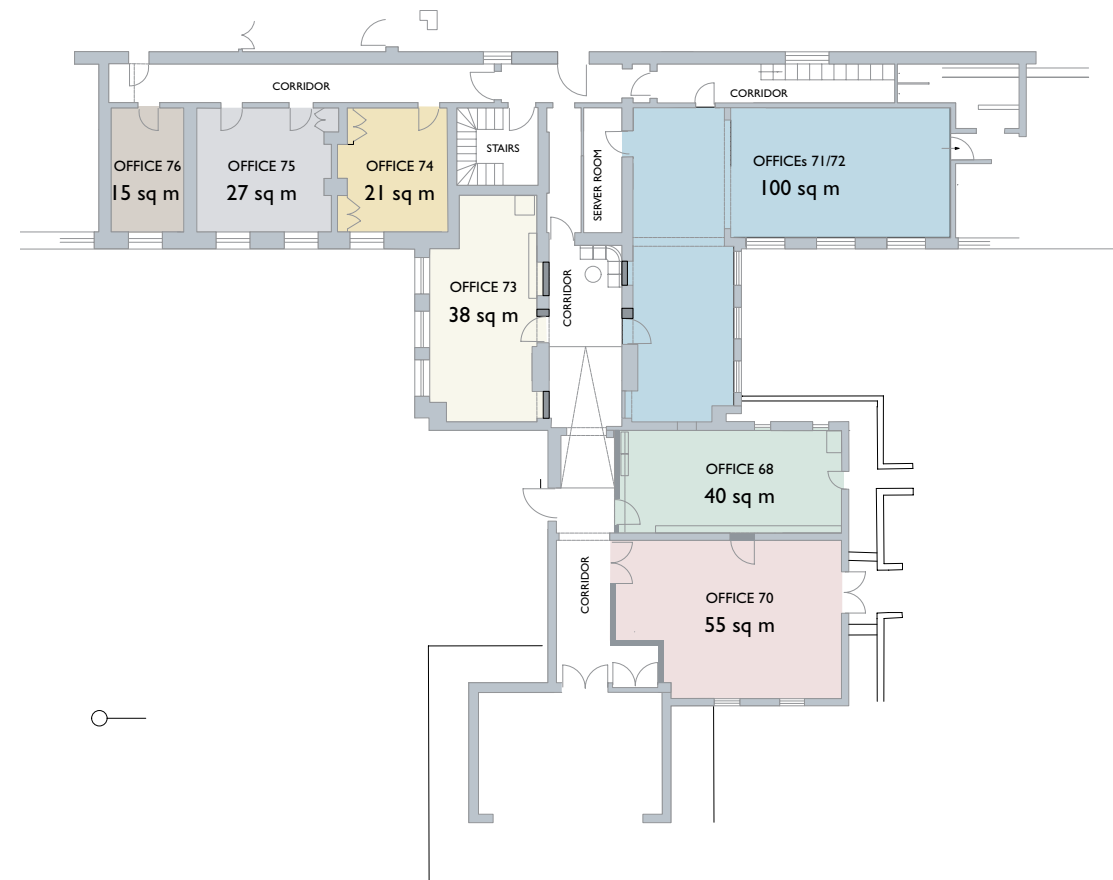 CORRIDOR
CORRIDOR
OFFICE 76
15 sq m
OFFICE 75
27 sq m
OFFICE 74
21 sq m
STAIRS
SERVER ROOM
OFFICEs 71/72
100 sq m
OFFICE 73
38 sq m
CORRIDOR
OFFICE 68
40 sq m
CORRIDOR
OFFICE 70
55 sq m